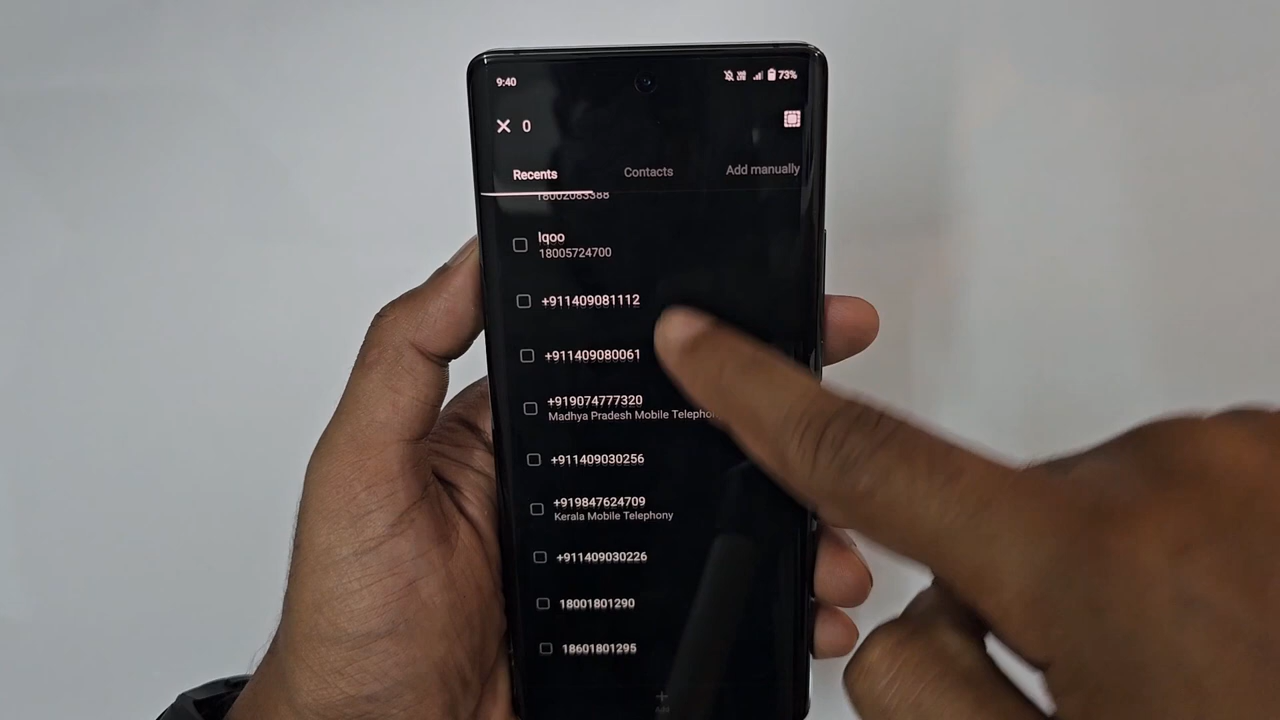 9:40
73%
0
Recents
Contacts
Add manually
18002083388
Iqoo
18005724700
+911409081112
+911409080061
+919074777320
Madhya Pradesh Mobile
+911409030256
+919847624709
Kerala Mobile Telephony
+911409030226
18001801290
18601801295